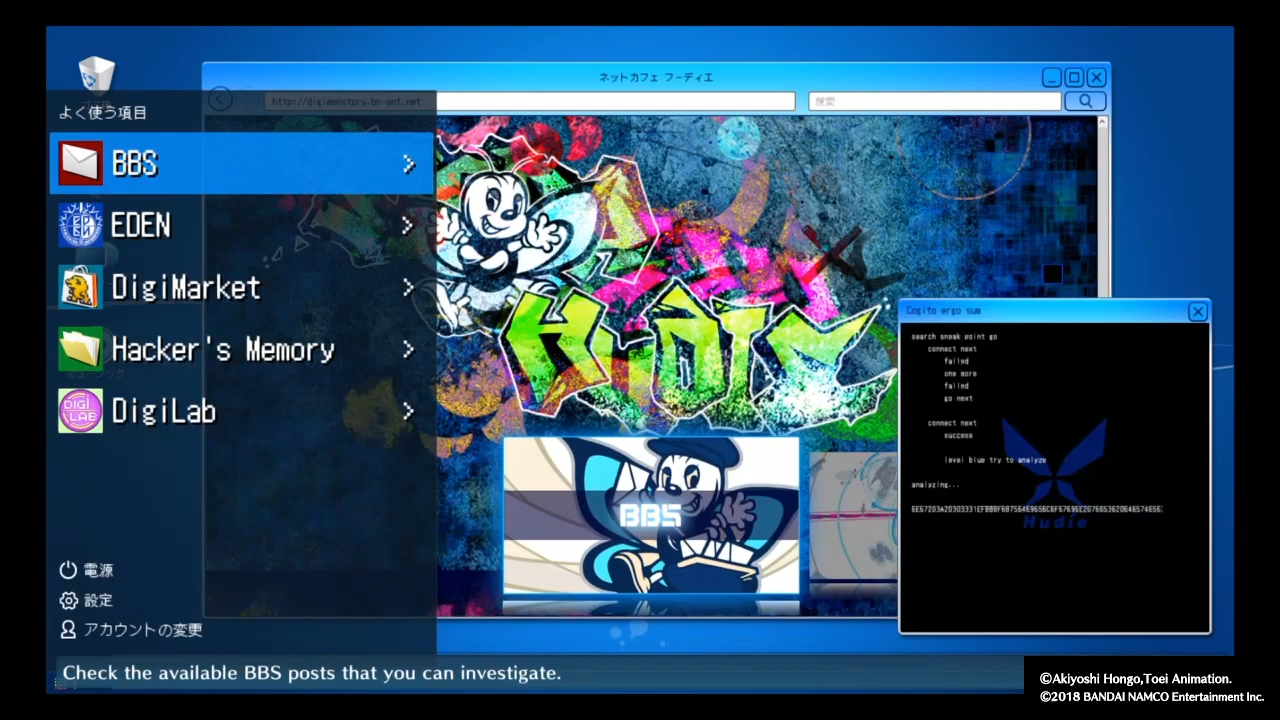 ネットカフェ フーディエ
http://digimonstory.bn-ent.net
検索
よく使う項目
BBS
EDEN
DigiMarket
Hacker's Memory
DigiLab
Hudie
BBS
Cogito ergo sum
search sneak point go
connect next
failed
one more
failed
go next
connect next
success
level blue try to analyze
analyzing...
Hudie
電源
設定
アカウントの変更
Check the available BBS posts that you can investigate.
©Akiyoshi Hongo,Toei Animation.
©2018 BANDAI NAMCO Entertainment Inc.